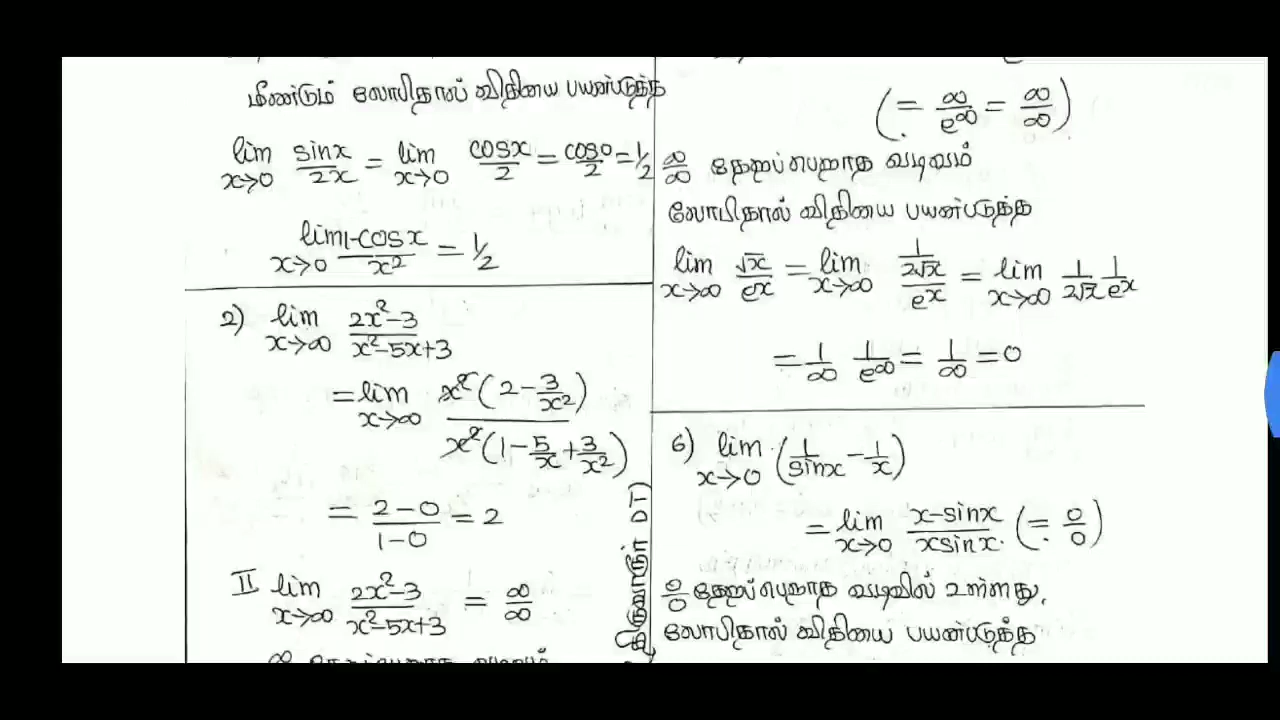 மீண்டும் லோபிதால் விதியை பயன்படுத்த
lim x→0 sinx/2x = lim x→0 cosx/2 = cos0/2 = 1/2
lim x→0 1-cosx/x² = 1/2
2) lim x→∞ 2x²-3/x²-5x+3
= lim x→∞ x²(2-3/x²)/x²(1-5/x+3/x²)
= 2-0/1-0 = 2
II lim x→∞ 2x²-3/x²-5x+3 = ∞/∞
(= ∞/e^∞ = ∞/∞)
∞/∞ தேறப்பெறாத வடிவம்
லோபிதால் விதியை பயன்படுத்த
lim x→∞ √x/eˣ = lim x→∞ 1/2√x/eˣ = lim x→∞ 1/2√x 1/eˣ
= 1/∞ 1/e^∞ = 1/∞ = 0
6) lim x→0 (1/sinx - 1/x)
= lim x→0 x-sinx/xsinx. (= 0/0)
0/0 தேறப்பெறாத வடிவில் உள்ளது,
லோபிதால் விதியை பயன்படுத்த